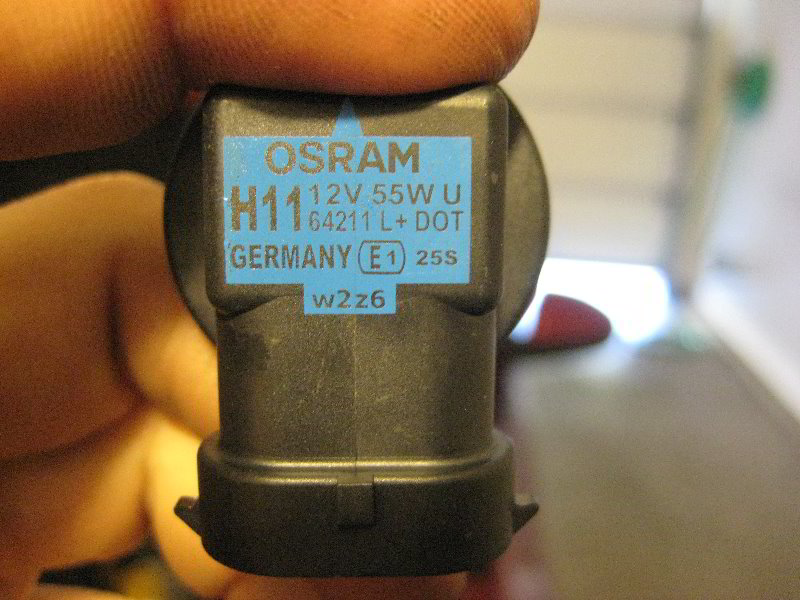 OSRAM
H11 12V 55W U
64211 L+ DOT
GERMANY E1 25S
w2z6